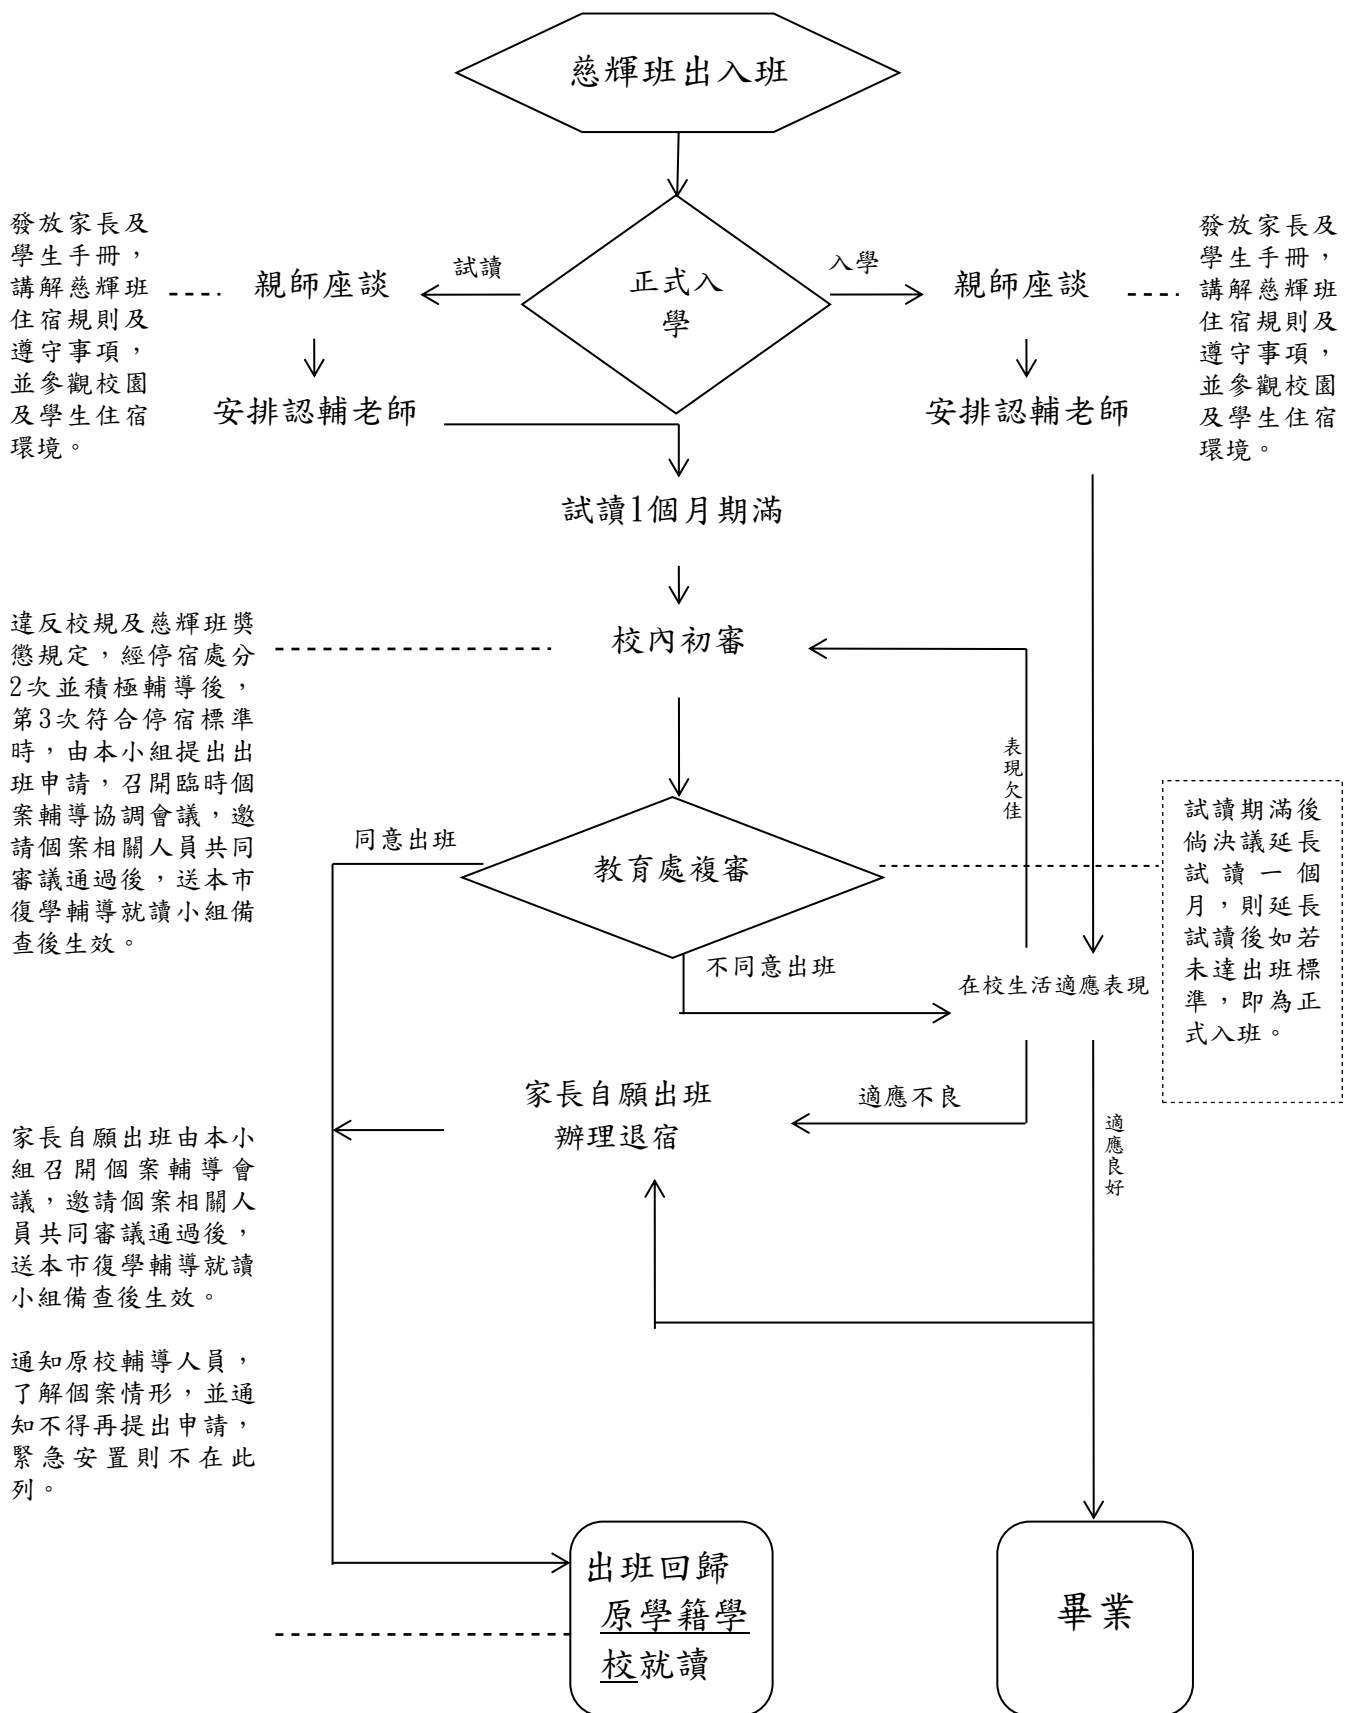 慈輝班出入班
發放家長及
學生手冊，
講解慈輝班
住宿規則及
遵守事項，
並參觀校園
及學生住宿
環境。
親師座談
試讀
正式入
學
入學
親師座談
發放家長及
學生手冊，
講解慈輝班
住宿規則及
遵守事項，
並參觀校園
及學生住宿
環境。
安排認輔老師
安排認輔老師
試讀1個月期滿
違反校規及慈輝班獎
懲規定，經停宿處分
2次並積極輔導後，
第3次符合停宿標準
時，由本小組提出出
班申請，召開臨時個
案輔導協調會議，邀
請個案相關人員共同
審議通過後，送本市
復學輔導就讀小組備
查後生效。
校內初審
表現欠佳
同意出班
教育處複審
不同意出班
在校生活適應表現
試讀期滿後
倘決議延長
試讀一個
月，則延長
試讀後如若
未達出班標
準，即為正
式入班。
家長自願出班
辦理退宿
適應不良
適應良好
家長自願出班由本小
組召開個案輔導會
議，邀請個案相關人
員共同審議通過後，
送本市復學輔導就讀
小組備查後生效。
通知原校輔導人員，
了解個案情形，並通
知不得再提出申請，
緊急安置則不在此
列。
出班回歸
原學籍學
校就讀
畢業